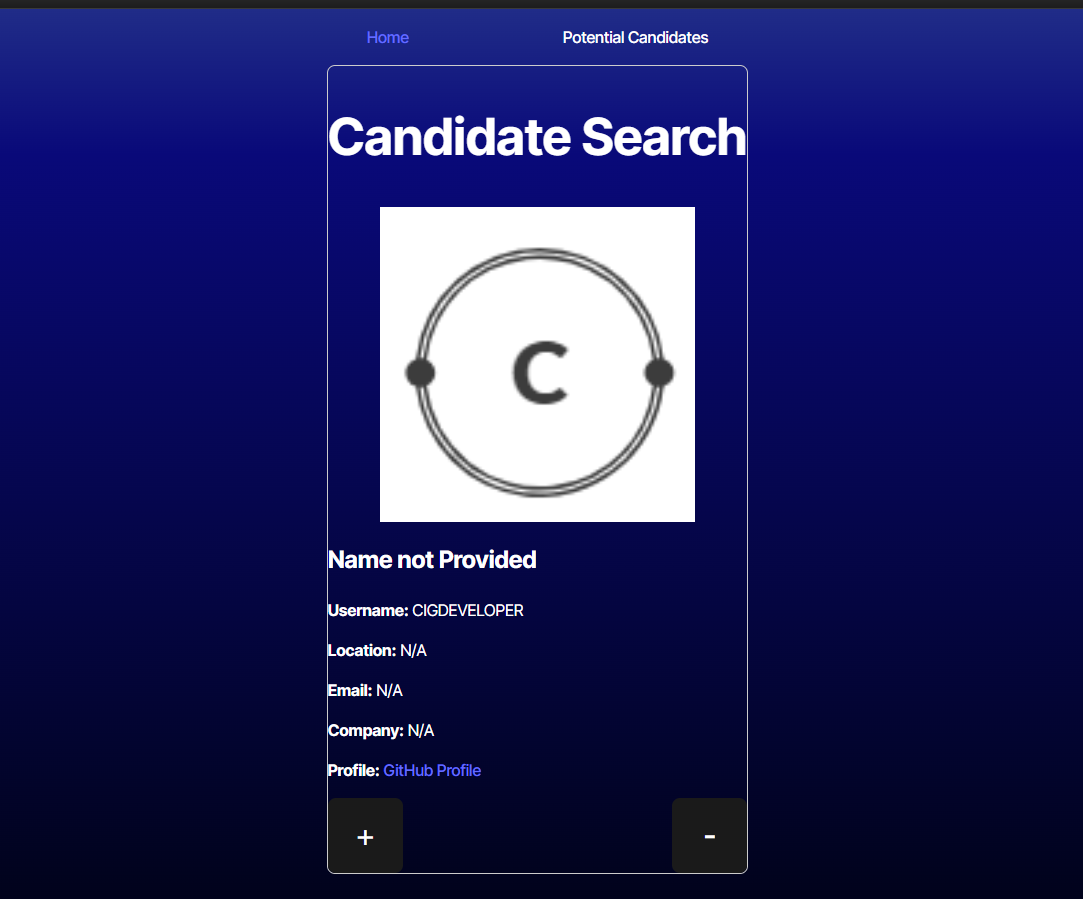 Home Potential Candidates
Candidate Search
C
Name not Provided
Username: CIGDEVELOPER
Location: N/A
Email: N/A
Company: N/A
Profile: GitHub Profile
+ -